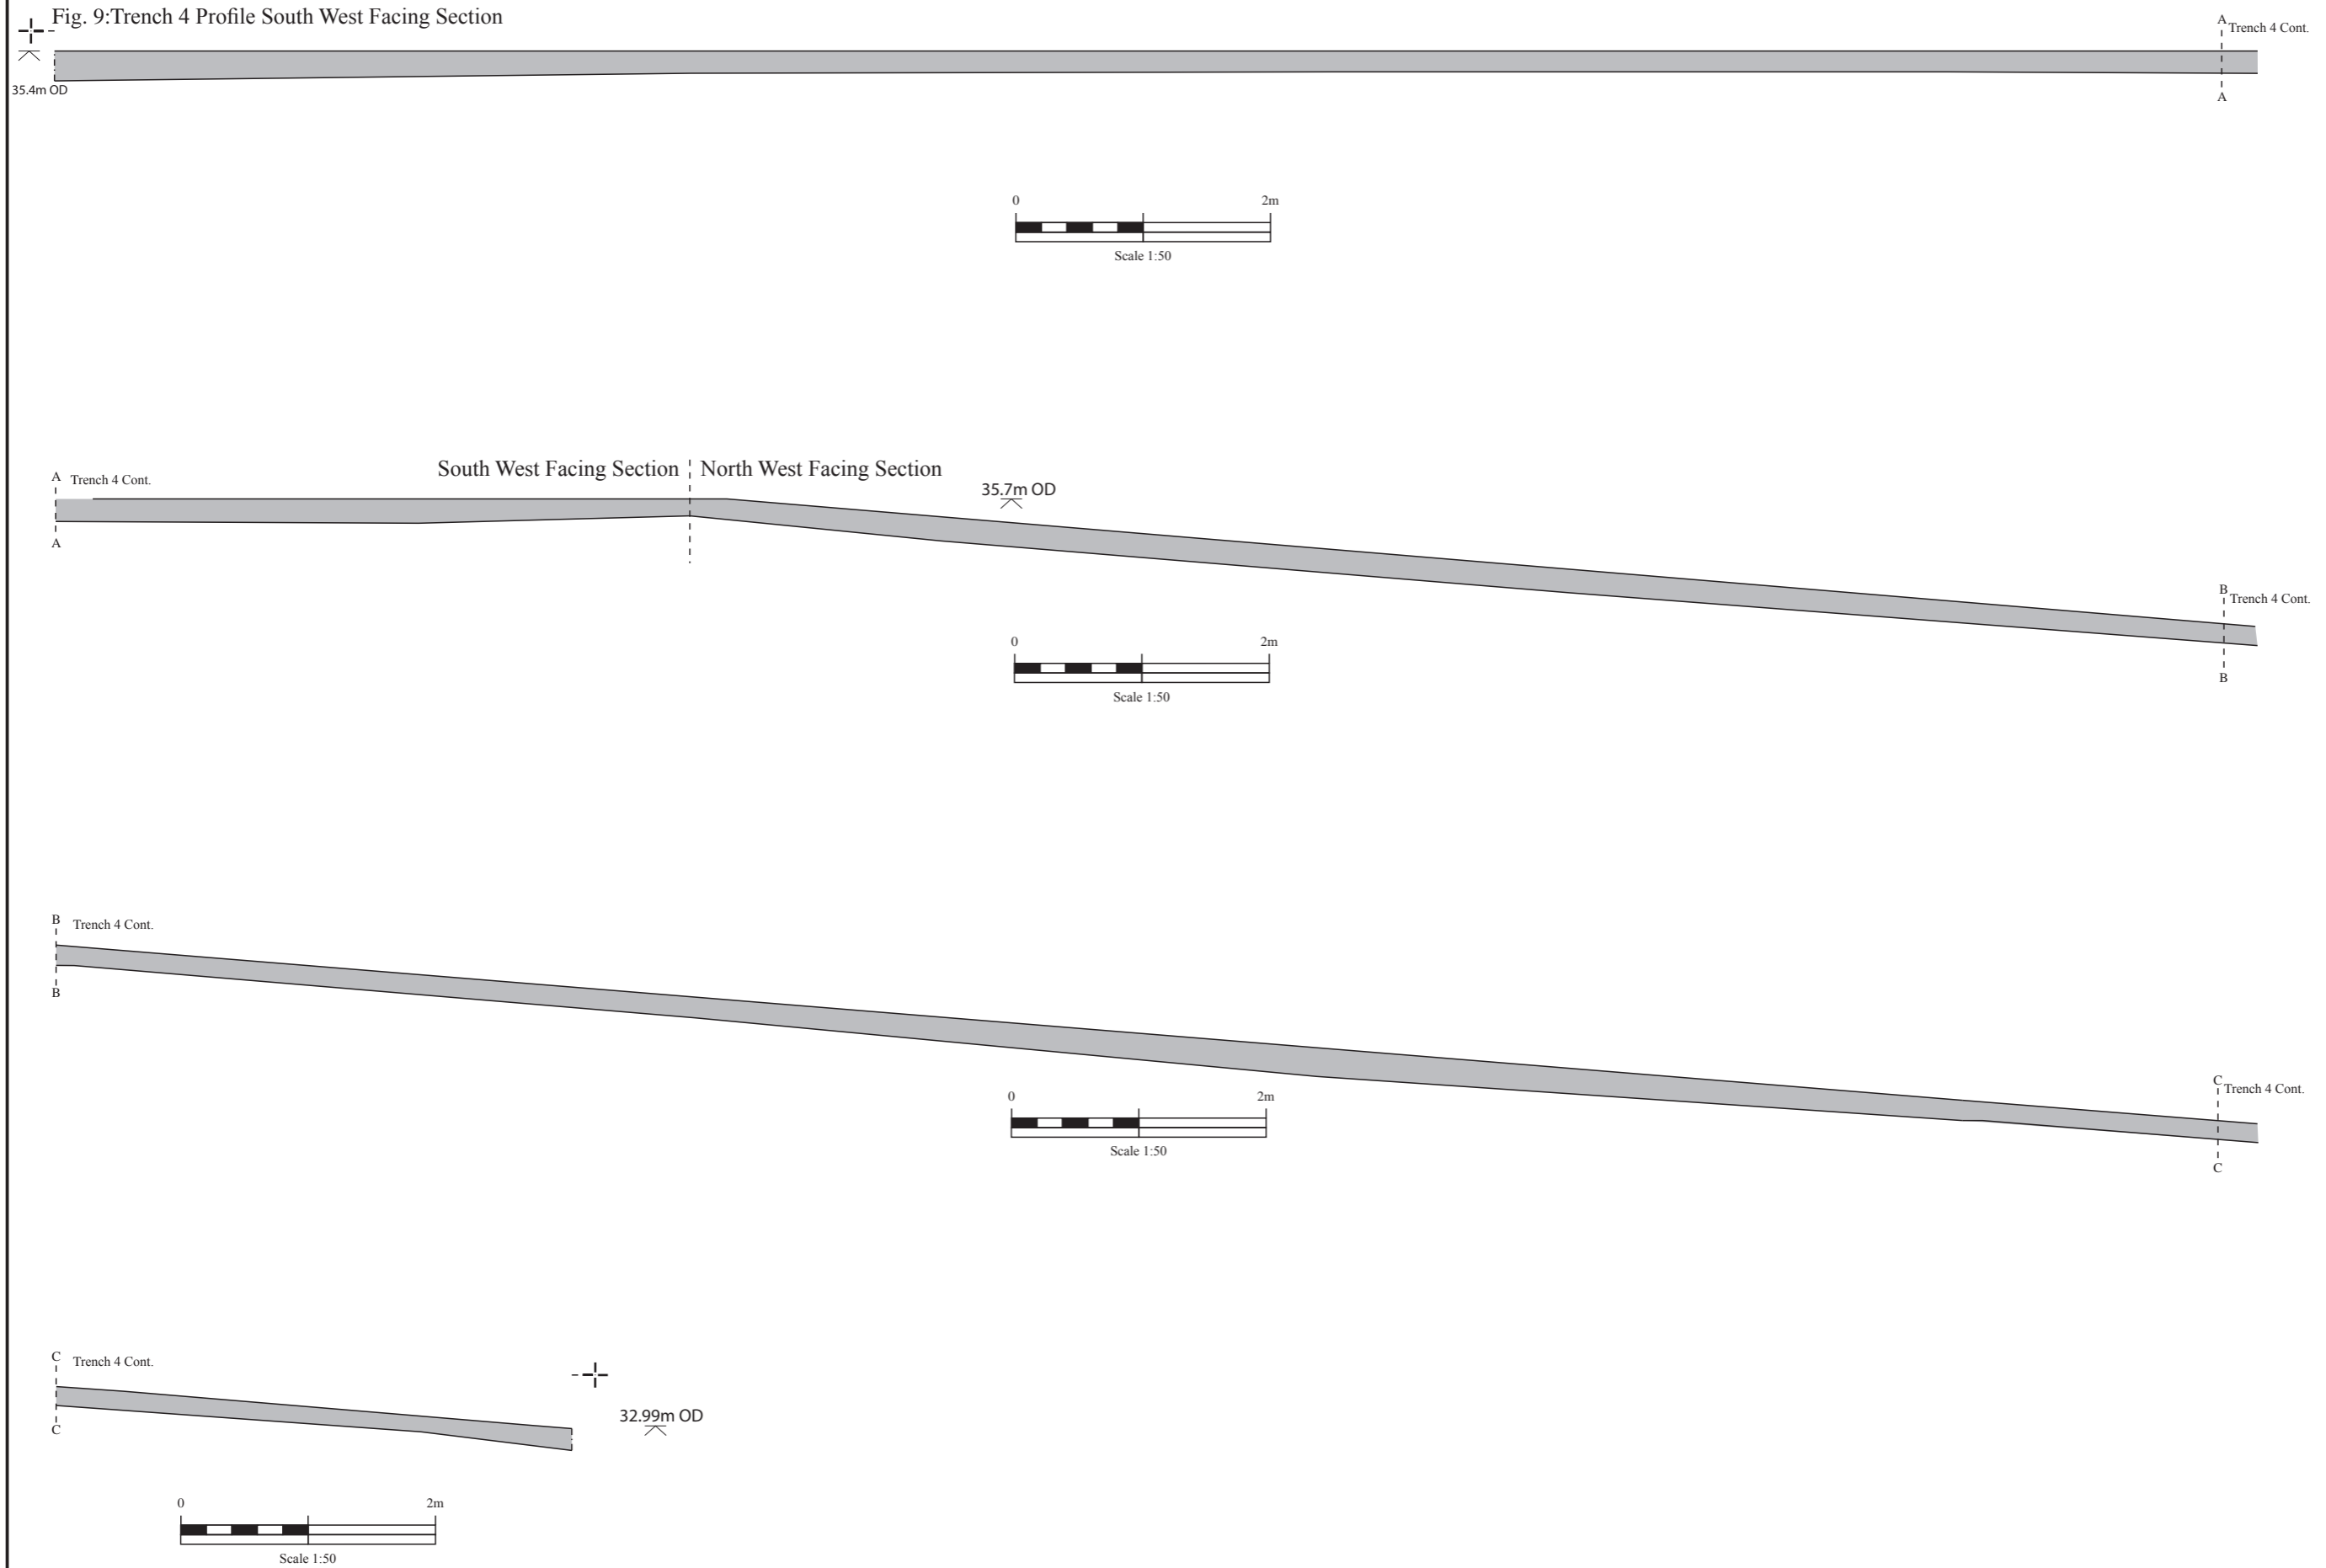 Fig. 9:Trench 4 Profile South West Facing Section
A
Trench 4 Cont.
35.4m OD
A
0 2m
Scale 1:50
South West Facing Section North West Facing Section
A Trench 4 Cont.
35.7m OD
A
B
Trench 4 Cont.
0 2m
B
Scale 1:50
B Trench 4 Cont.
B
C
Trench 4 Cont.
0 2m
Scale 1:50
C
C Trench 4 Cont.
32.99m OD
C
0 2m
Scale 1:50